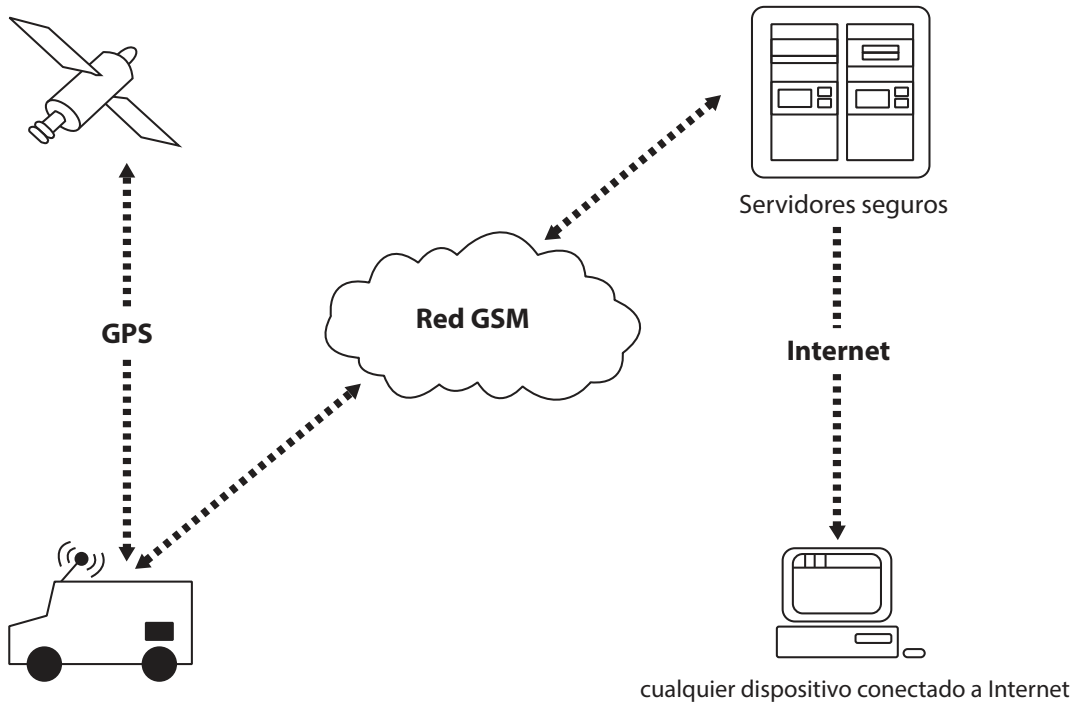 Servidores seguros
GPS
Red GSM
Internet
cualquier dispositivo conectado a Internet